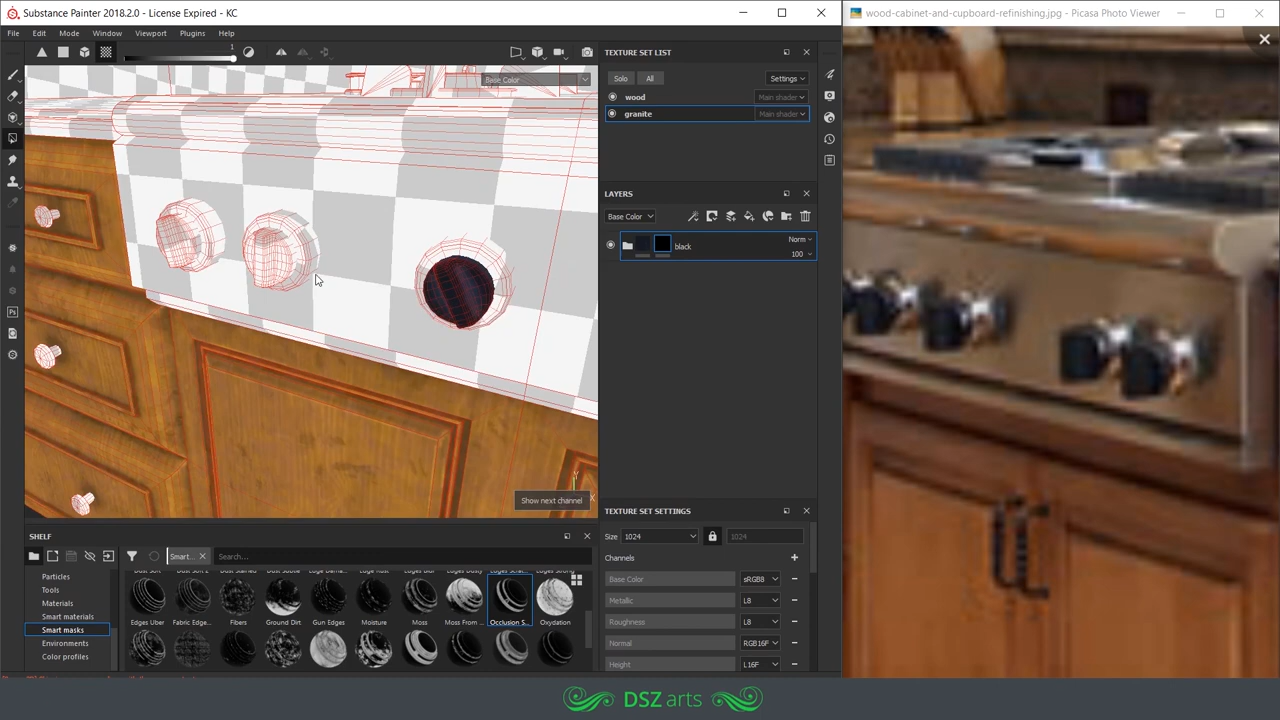 Substance Painter 2018.2.0 - License Expired - KC
wood-cabinet-and-cupboard-refinishing.jpg - Picasa Photo Viewer
File Edit Mode Window Viewport Plugins Help
1
Base Color
TEXTURE SET LIST
Solo All Settings
wood Main shader
granite Main shader
LAYERS
Base Color
black Norm
100
Show next channel
X
TEXTURE SET SETTINGS
Size 1024 1024
Channels
Base Color sRGB8
Metallic L8
Roughness L8
Normal RGB16F
Height L16F
SHELF
Smart... Search...
Particles
Tools
Materials
Smart materials
Smart masks
Environments
Color profiles
Edges Uber Fabric Edge... Fibers Ground Dirt Gun Edges Moisture Moss Moss From ... Occlusion S... Oxydation
DSZ arts